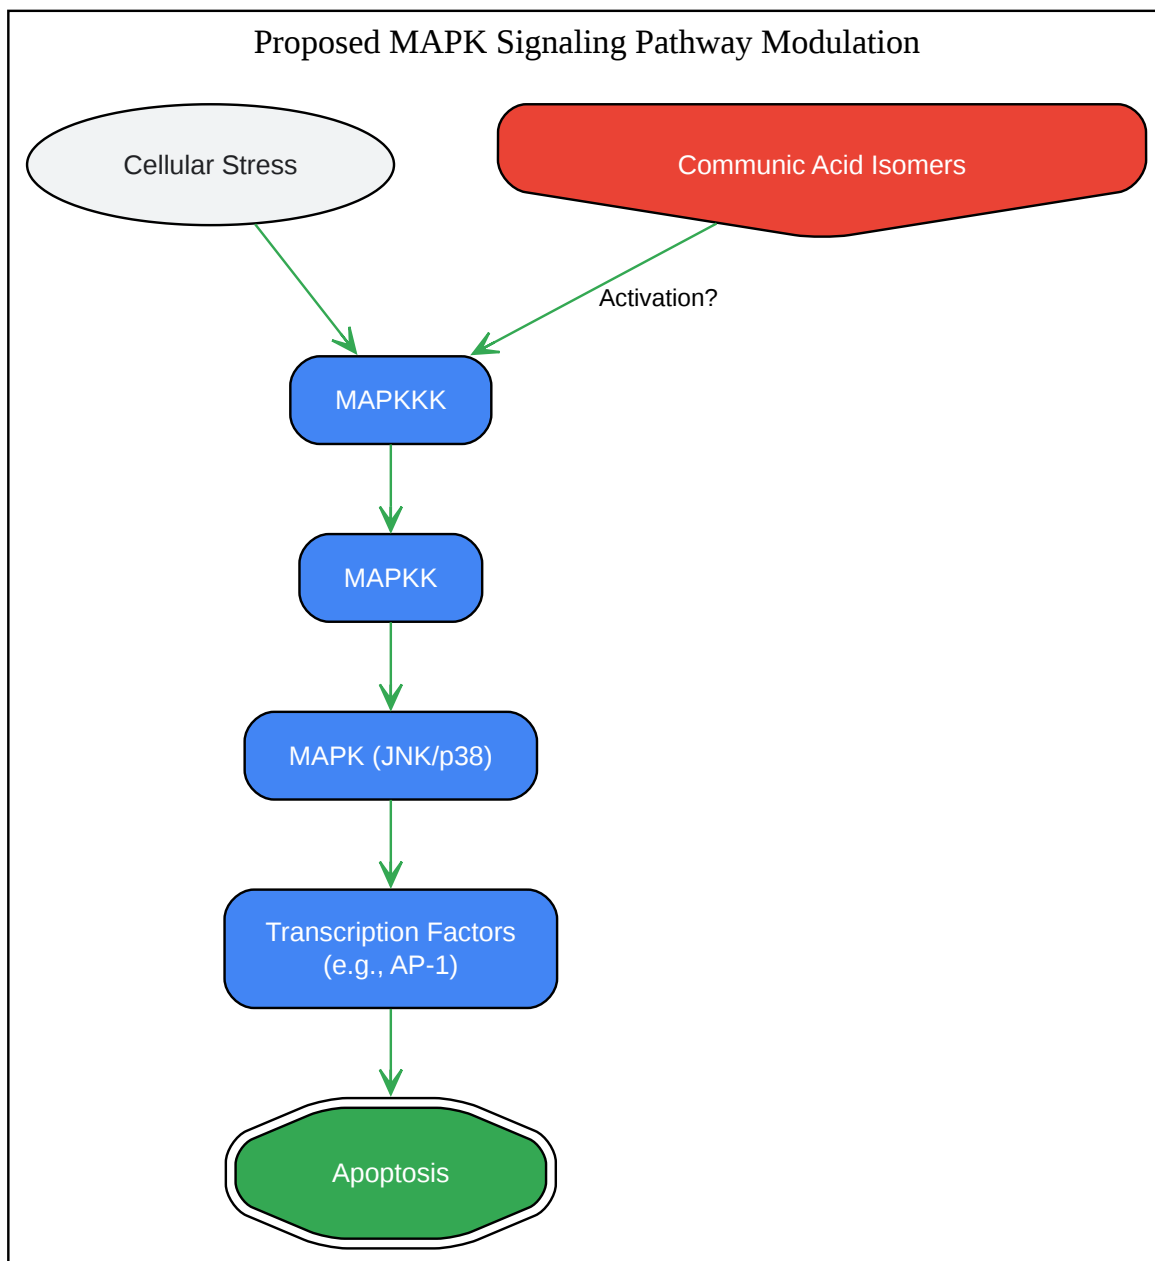 Proposed MAPK Signaling Pathway Modulation
Cellular Stress
Communic Acid Isomers
Activation?
MAPKKK
MAPKK
MAPK (JNK/p38)
Transcription Factors
(e.g., AP-1)
Apoptosis